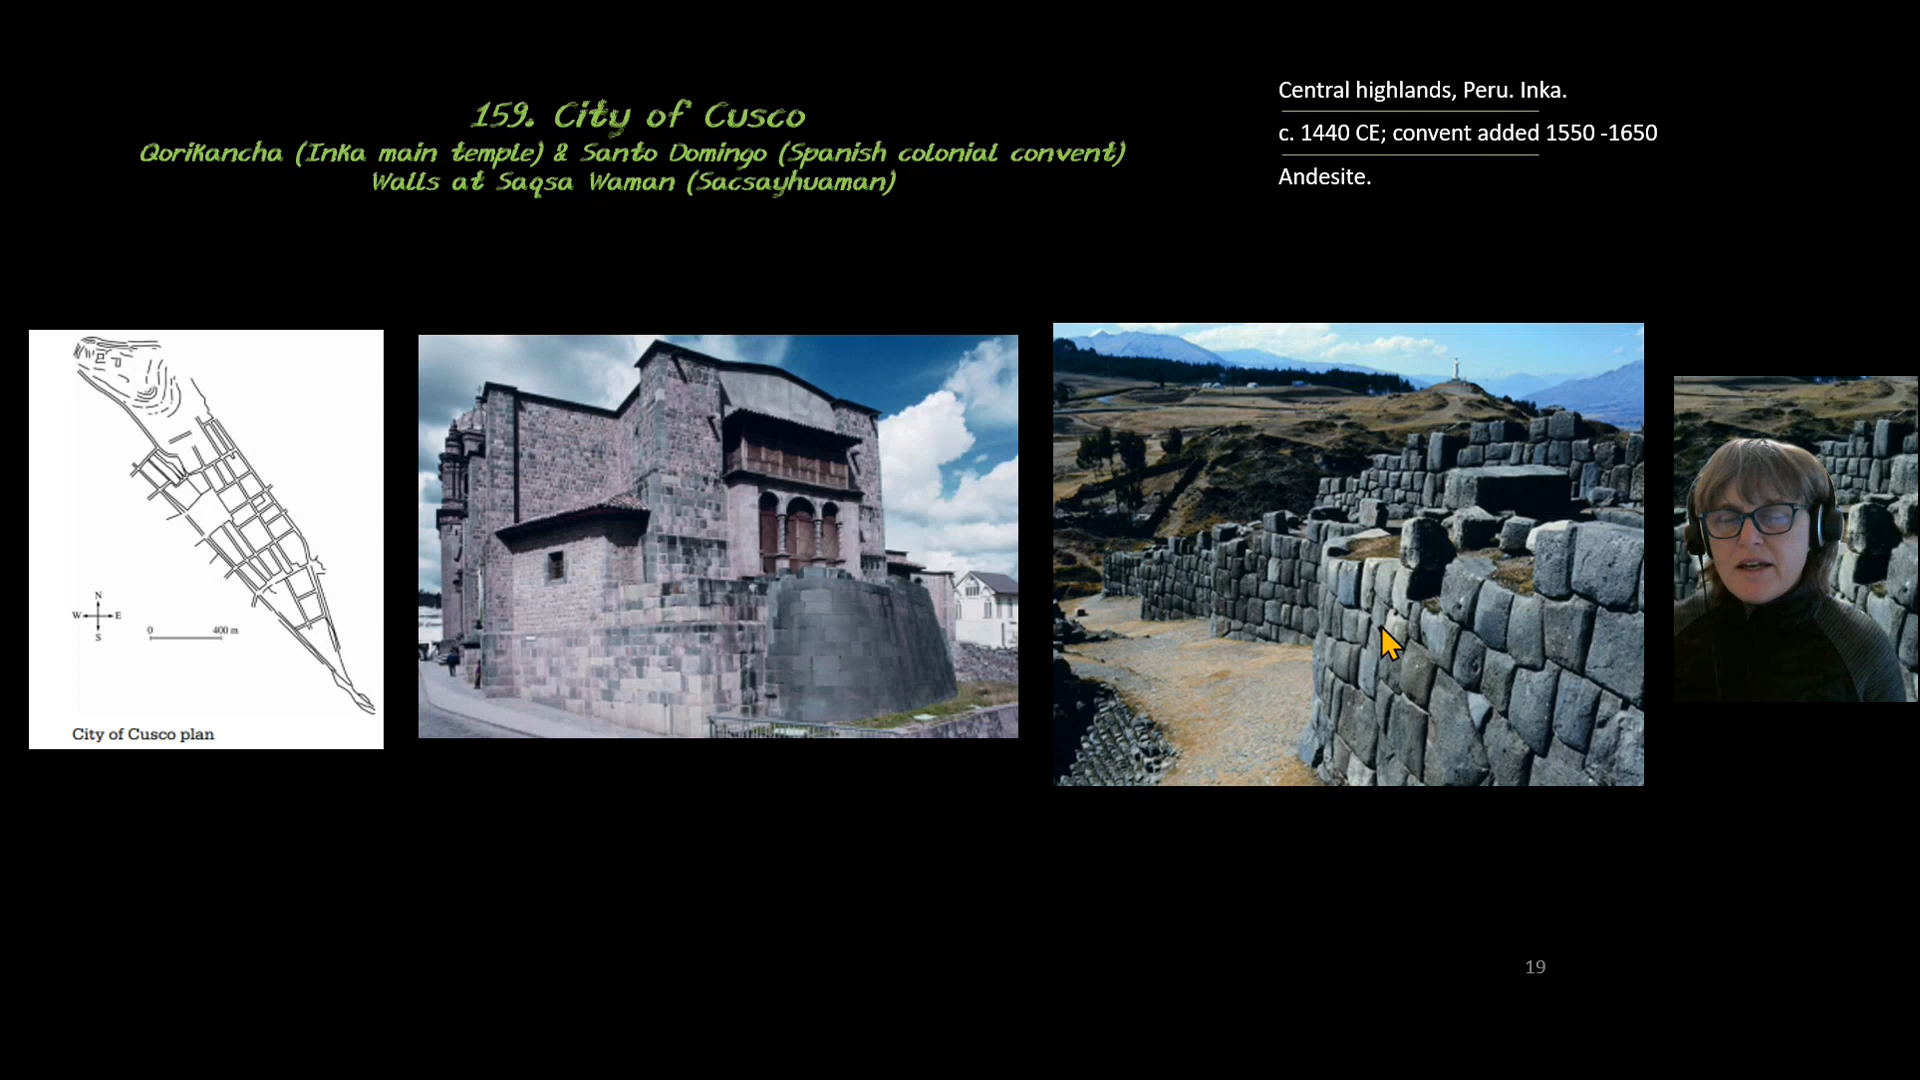 159. City of Cusco
Qorikancha (Inka main temple) & Santo Domingo (Spanish colonial convent)
Walls at Saqsa Waman (Sacsayhuaman)
Central highlands, Peru. Inka.
c. 1440 CE; convent added 1550 -1650
Andesite.
N
W E
S
0 400 m
City of Cusco plan
19